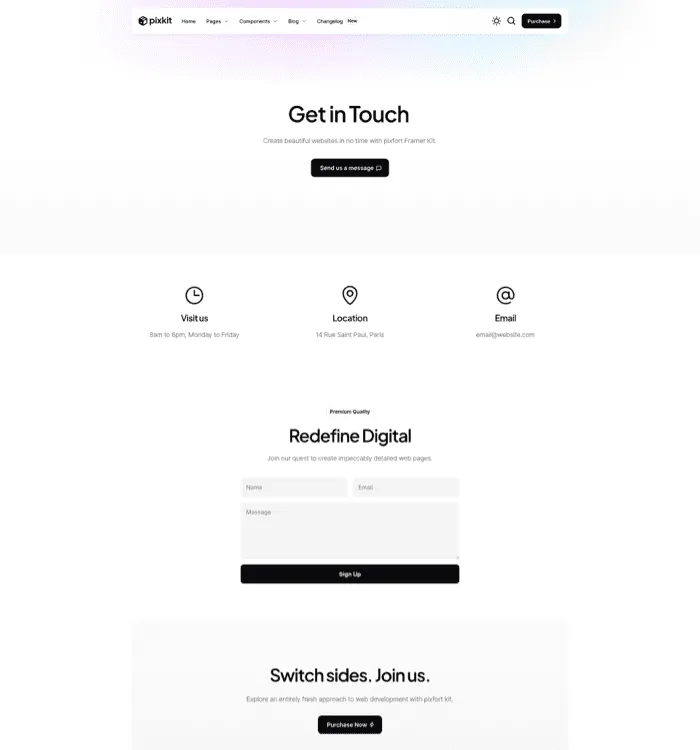 pixkit Home Pages Components Blog Changelog New Purchase
Get in Touch
Create beautiful websites in no time with pixfort Framer Kit.
Send us a message
Visit us
8am to 6pm, Monday to Friday
Location
14 Rue Saint Paul, Paris
Email
email@website.com
Premium Quality
Redefine Digital
Join our quest to create impeccably detailed web pages.
Name Email
Message
Sign Up
Switch sides. Join us.
Explore an entirely fresh approach to web development with pixfort kit.
Purchase Now